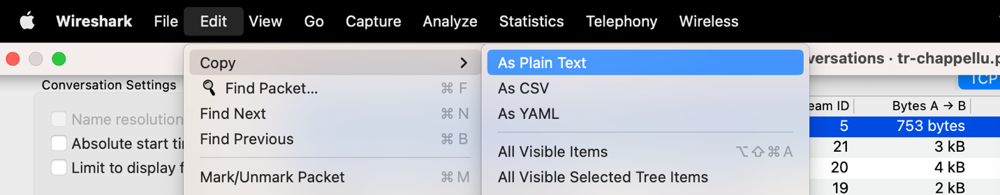 Wireshark File Edit View Go Capture Analyze Statistics Telephony Wireless
Copy
Find Packet...
⌘ F
Find Next
⌘ N
Find Previous
⌘ B
Mark/Unmark Packet
⌘ M
As Plain Text
As CSV
As YAML
All Visible Items
⌥⇧⌘A
All Visible Selected Tree Items
Conversation Settings
Name resolution
Absolute start
Limit to display
· tr-chappellu.
TCP
ID
Bytes A → B
5
753 bytes
21
3 kB
20
4 kB
19
2 kB